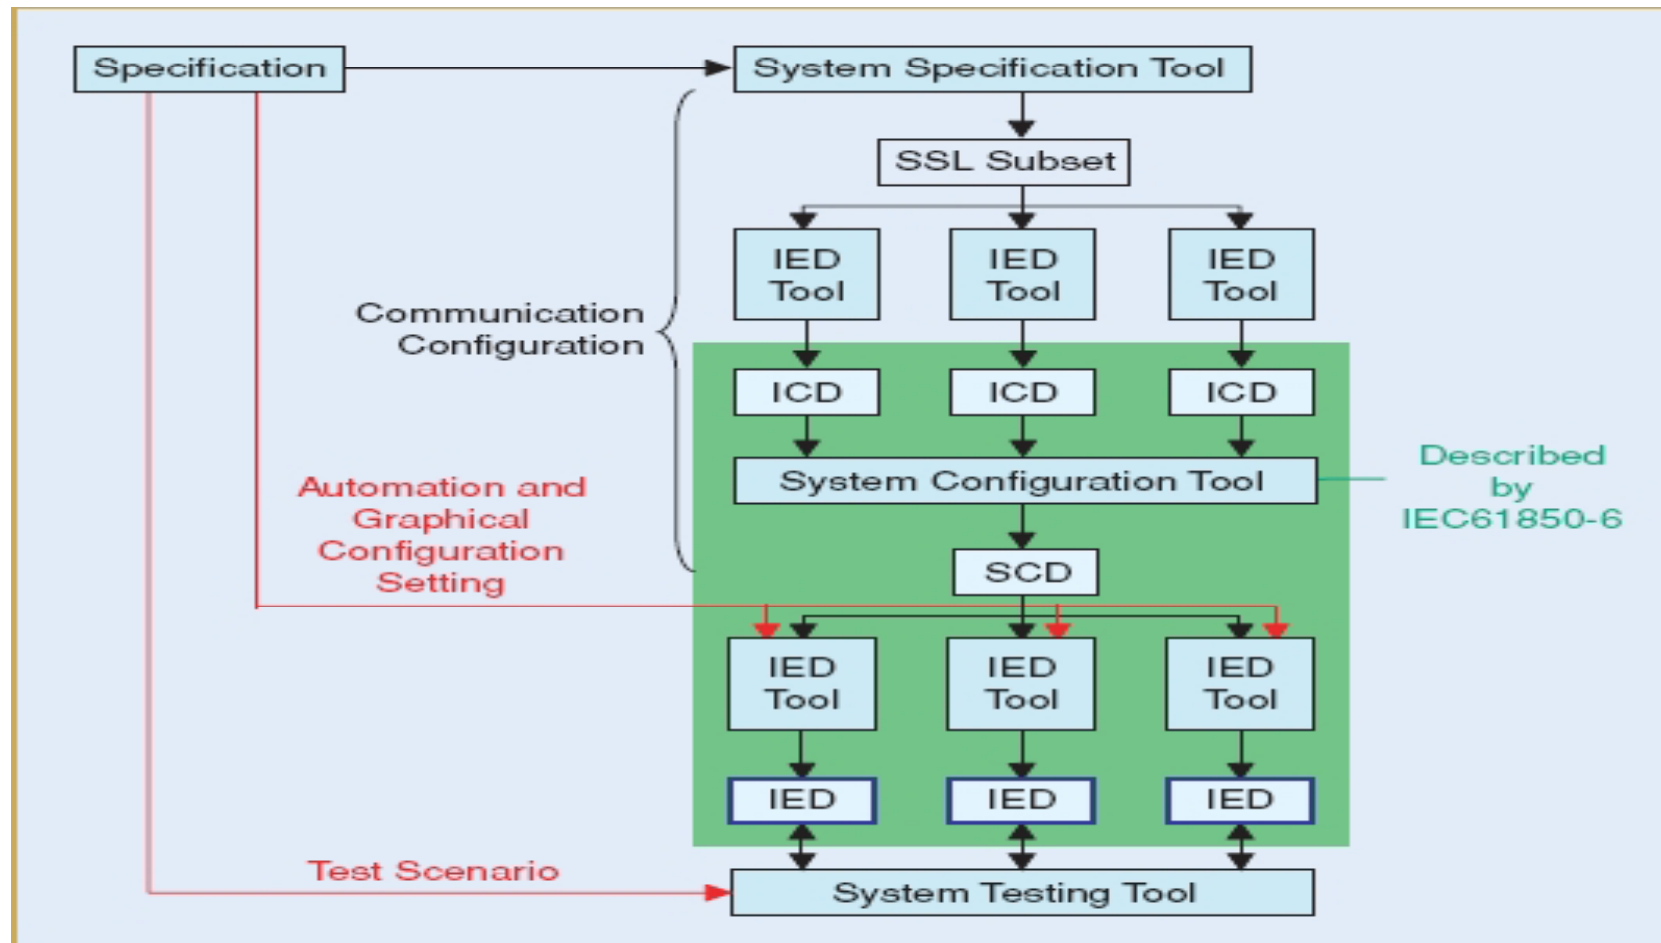 Specification
System Specification Tool
SSL Subset
IED
Tool
IED
Tool
IED
Tool
Communication
Configuration
ICD
ICD
ICD
System Configuration Tool
Described
by
IEC61850-6
Automation and
Graphical
Configuration
Setting
SCD
IED
Tool
IED
Tool
IED
Tool
IED
IED
IED
Test Scenario
System Testing Tool